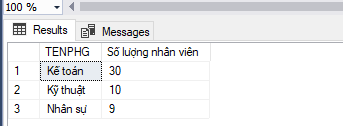 100 %
Results Messages
TENPHG Số lượng nhân viên
1 Kế toán 30
2 Kỹ thuật 10
3 Nhân sự 9